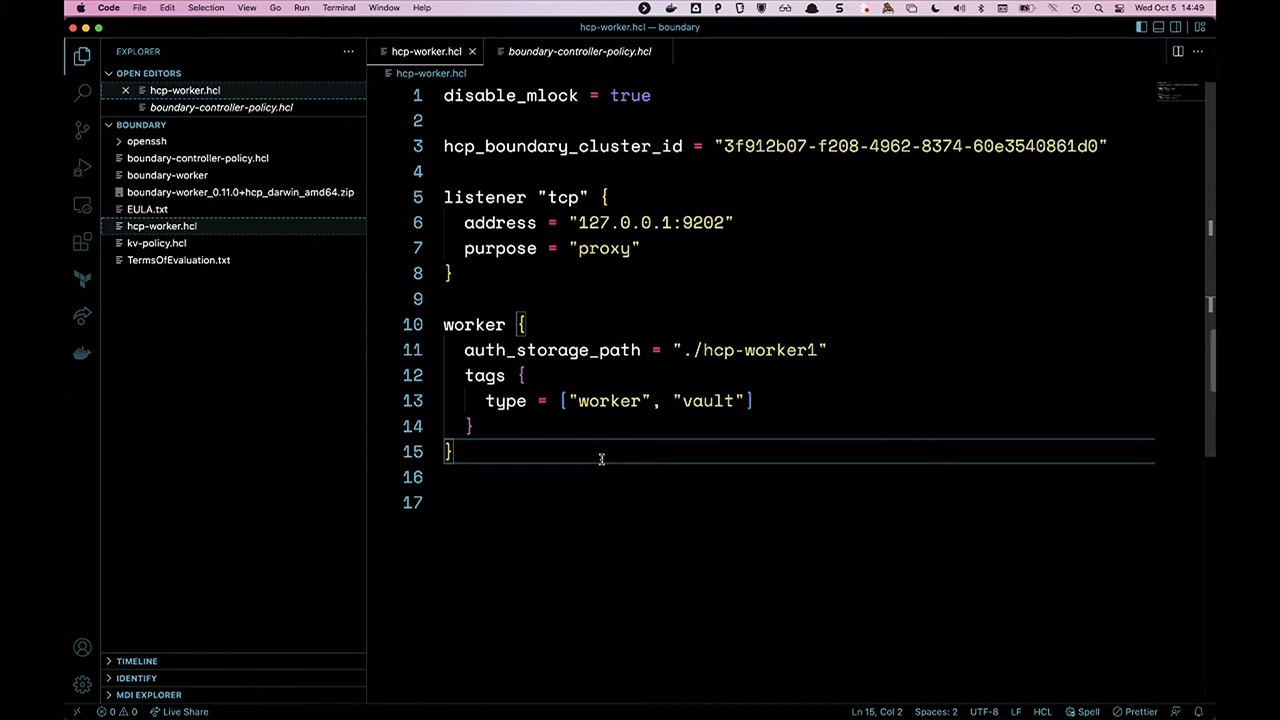 Code File Edit Selection View Go Run Terminal Window Help
Wed Oct 5 14:49
hcp-worker.hcl — boundary
EXPLORER
hcp-worker.hcl
boundary-controller-policy.hcl
OPEN EDITORS
hcp-worker.hcl
boundary-controller-policy.hcl
BOUNDARY
openssh
boundary-controller-policy.hcl
boundary-worker
boundary-worker_0.11.0+hcp_darwin_amd64.zip
EULA.txt
hcp-worker.hcl
kv-policy.hcl
TermsOfEvaluation.txt
TIMELINE
IDENTIFY
MDI EXPLORER
hcp-worker.hcl
1 disable_mlock = true
2
3 hcp_boundary_cluster_id = "3f912b07-f208-4962-8374-60e3540861d0"
4
5 listener "tcp" {
6 address = "127.0.0.1:9202"
7 purpose = "proxy"
8 }
9
10 worker {
11 auth_storage_path = "./hcp-worker1"
12 tags {
13 type = ["worker", "vault"]
14 }
15 }
16
17
0 0 Live Share
Ln 15, Col 2 Spaces: 2 UTF-8 LF HCL Spell Prettier